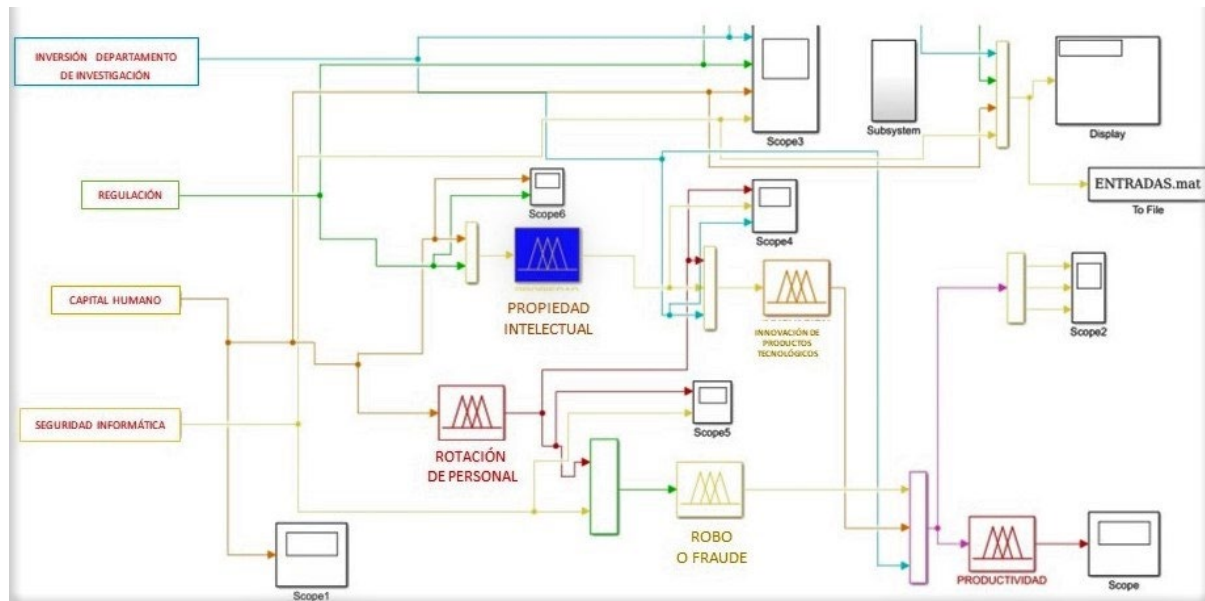 INVERSIÓN DEPARTAMENTO
DE INVESTIGACIÓN
Scope3
Subsystem
Display
ENTRADAS.mat
To File
REGULACIÓN
Scope6
Scope4
CAPITAL HUMANO
PROPIEDAD
INTELECTUAL
INNOVACIÓN DE
PRODUCTOS
TECNOLÓGICOS
Scope2
SEGURIDAD INFORMÁTICA
Scope5
ROTACIÓN
DE PERSONAL
ROBO
O FRAUDE
Scope1
PRODUCTIVIDAD
Scope